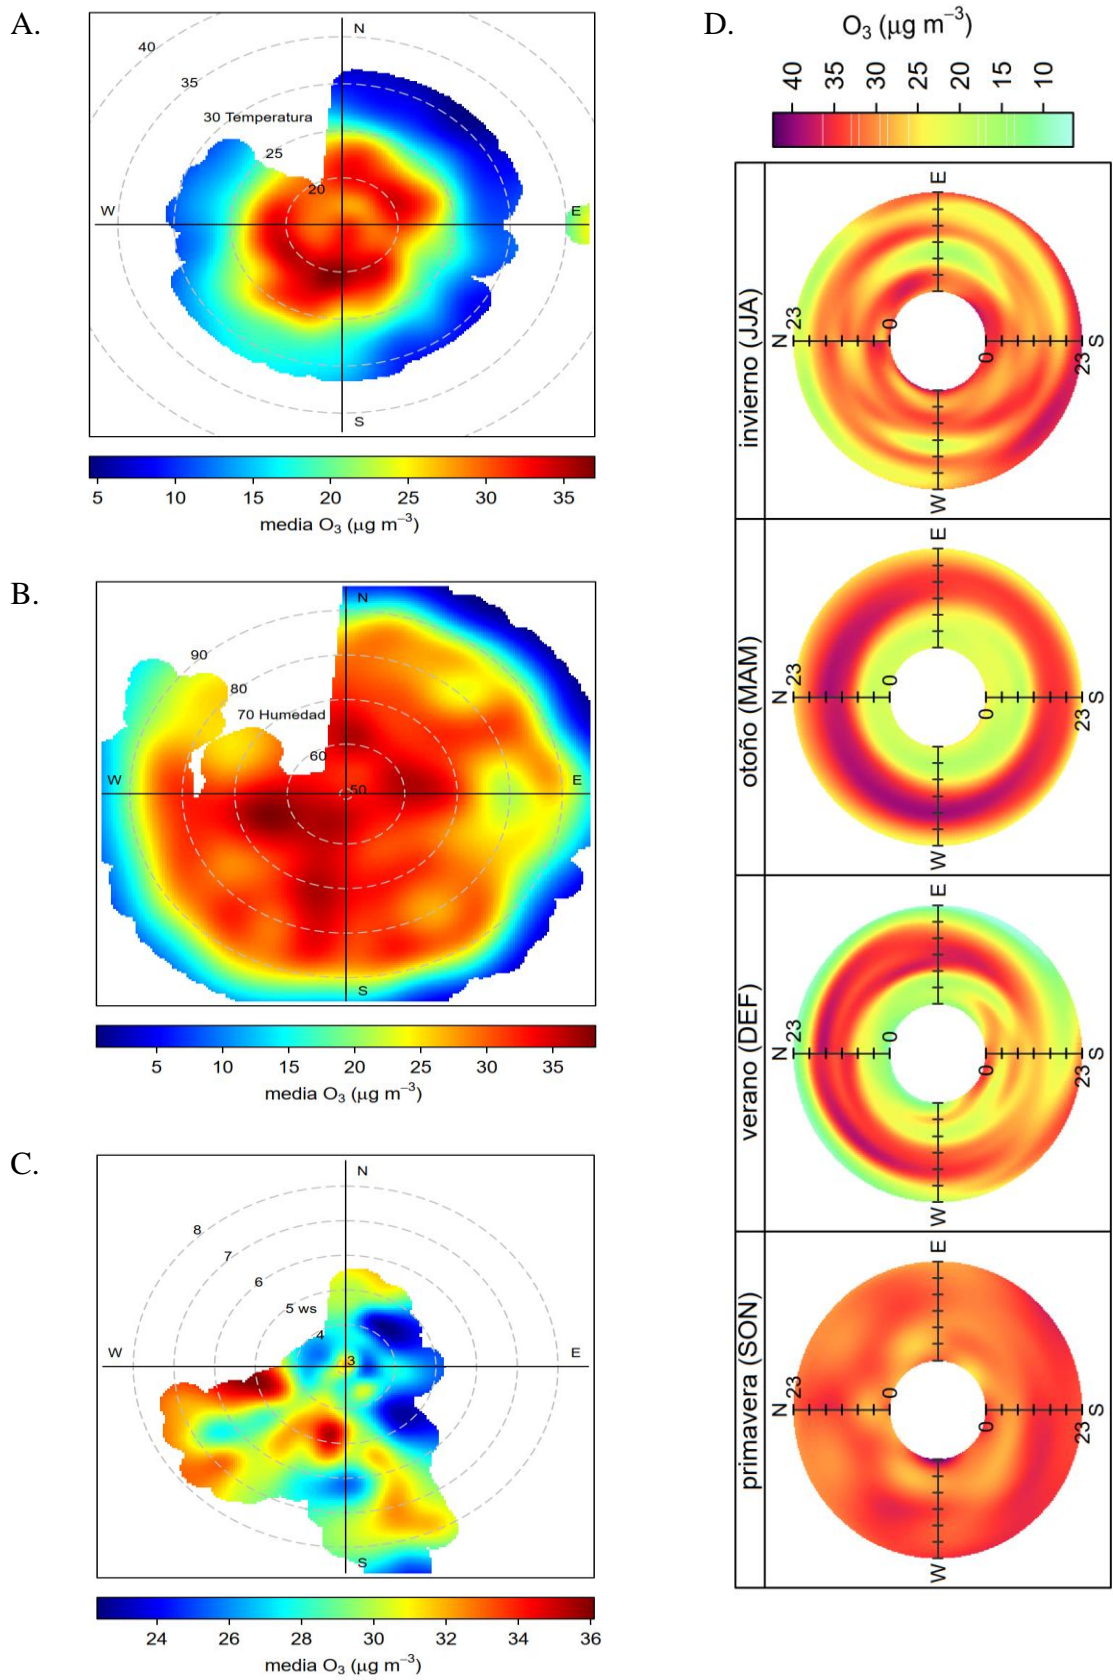 A.
N
40
35
30 Temperatura
25
20
W
E
S
5 10 15 20 25 30 35
media O₃ (μg m⁻³)
B.
N
90
80
70 Humedad
60
50
W
E
S
5 10 15 20 25 30 35
media O₃ (μg m⁻³)
C.
N
8
7
6
5 ws
4
3
W
E
S
24 26 28 30 32 34 36
media O₃ (μg m⁻³)
D.
O₃ (μg m⁻³)
40 35 30 25 20 15 10
invierno (JJA)
E
N 23 0 0 23 S
W
otoño (MAM)
E
N 23 0 0 23 S
W
verano (DEF)
E
N 23 0 0 23 S
W
primavera (SON)
E
N 23 0 0 23 S
W